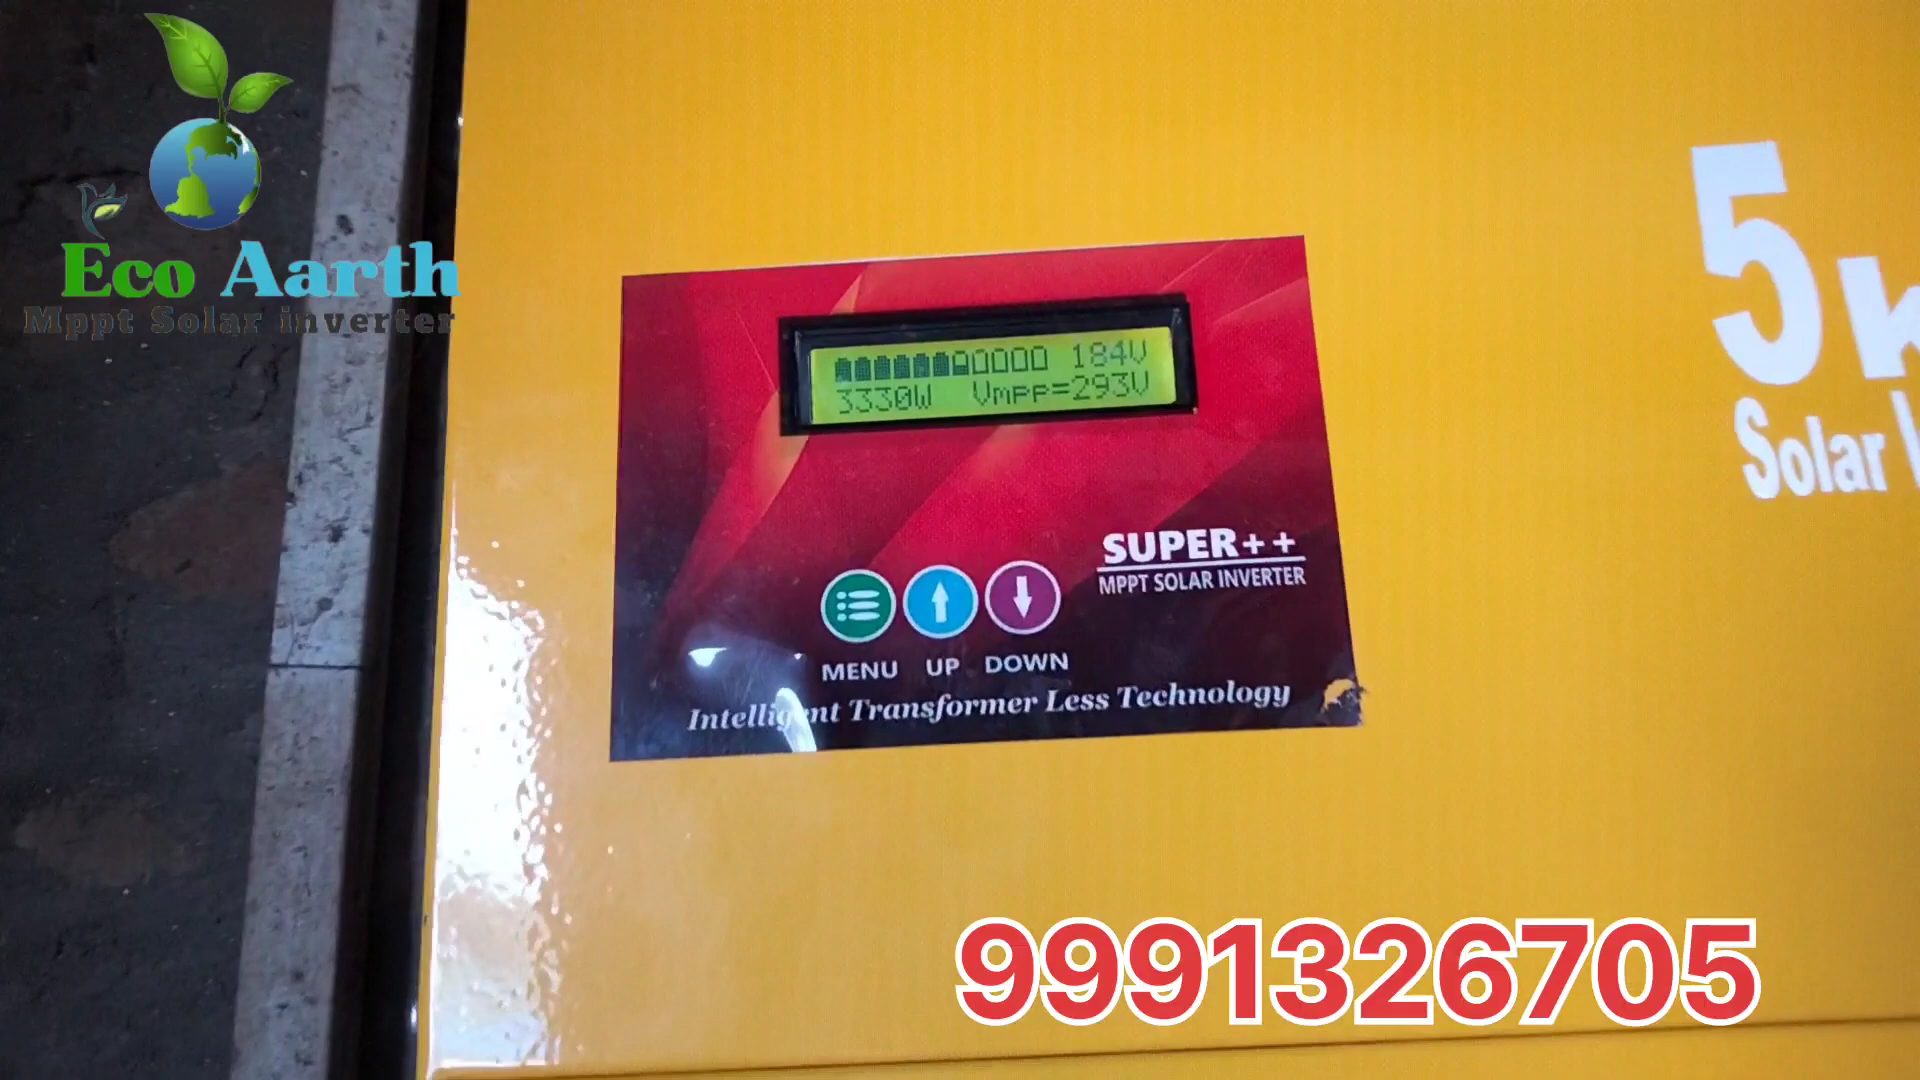 Eco Aarth
Mppt Solar inverter
184V
3330W Vmpp=293V
5
Solar
SUPER++
MPPT SOLAR INVERTER
MENU UP DOWN
Intelligent Transformer Less Technology
9991326705